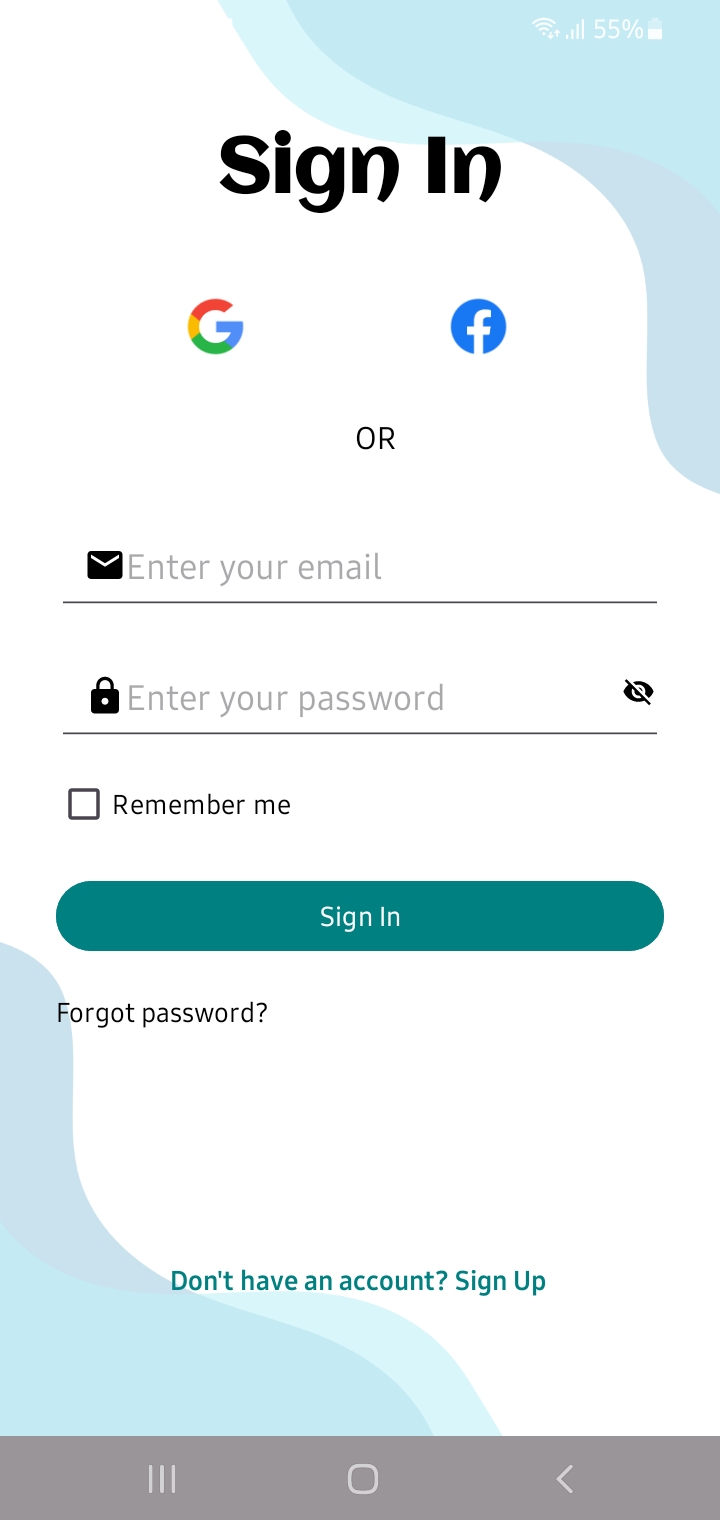 55%
Sign In
OR
Enter your email
Enter your password
Remember me
Sign In
Forgot password?
Don't have an account? Sign Up